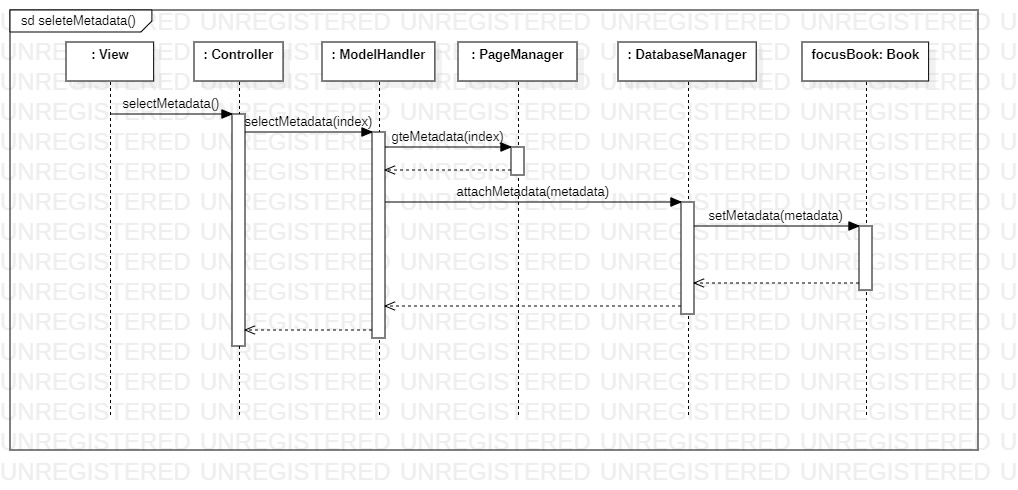 sd seleteMetadata()
: View
: Controller
: ModelHandler
: PageManager
: DatabaseManager
focusBook: Book
selectMetadata()
selectMetadata(index)
gteMetadata(index)
attachMetadata(metadata)
setMetadata(metadata)
UNREGISTERED UNREGISTERED UNREGISTERED UNREGISTERED UNREGISTERED